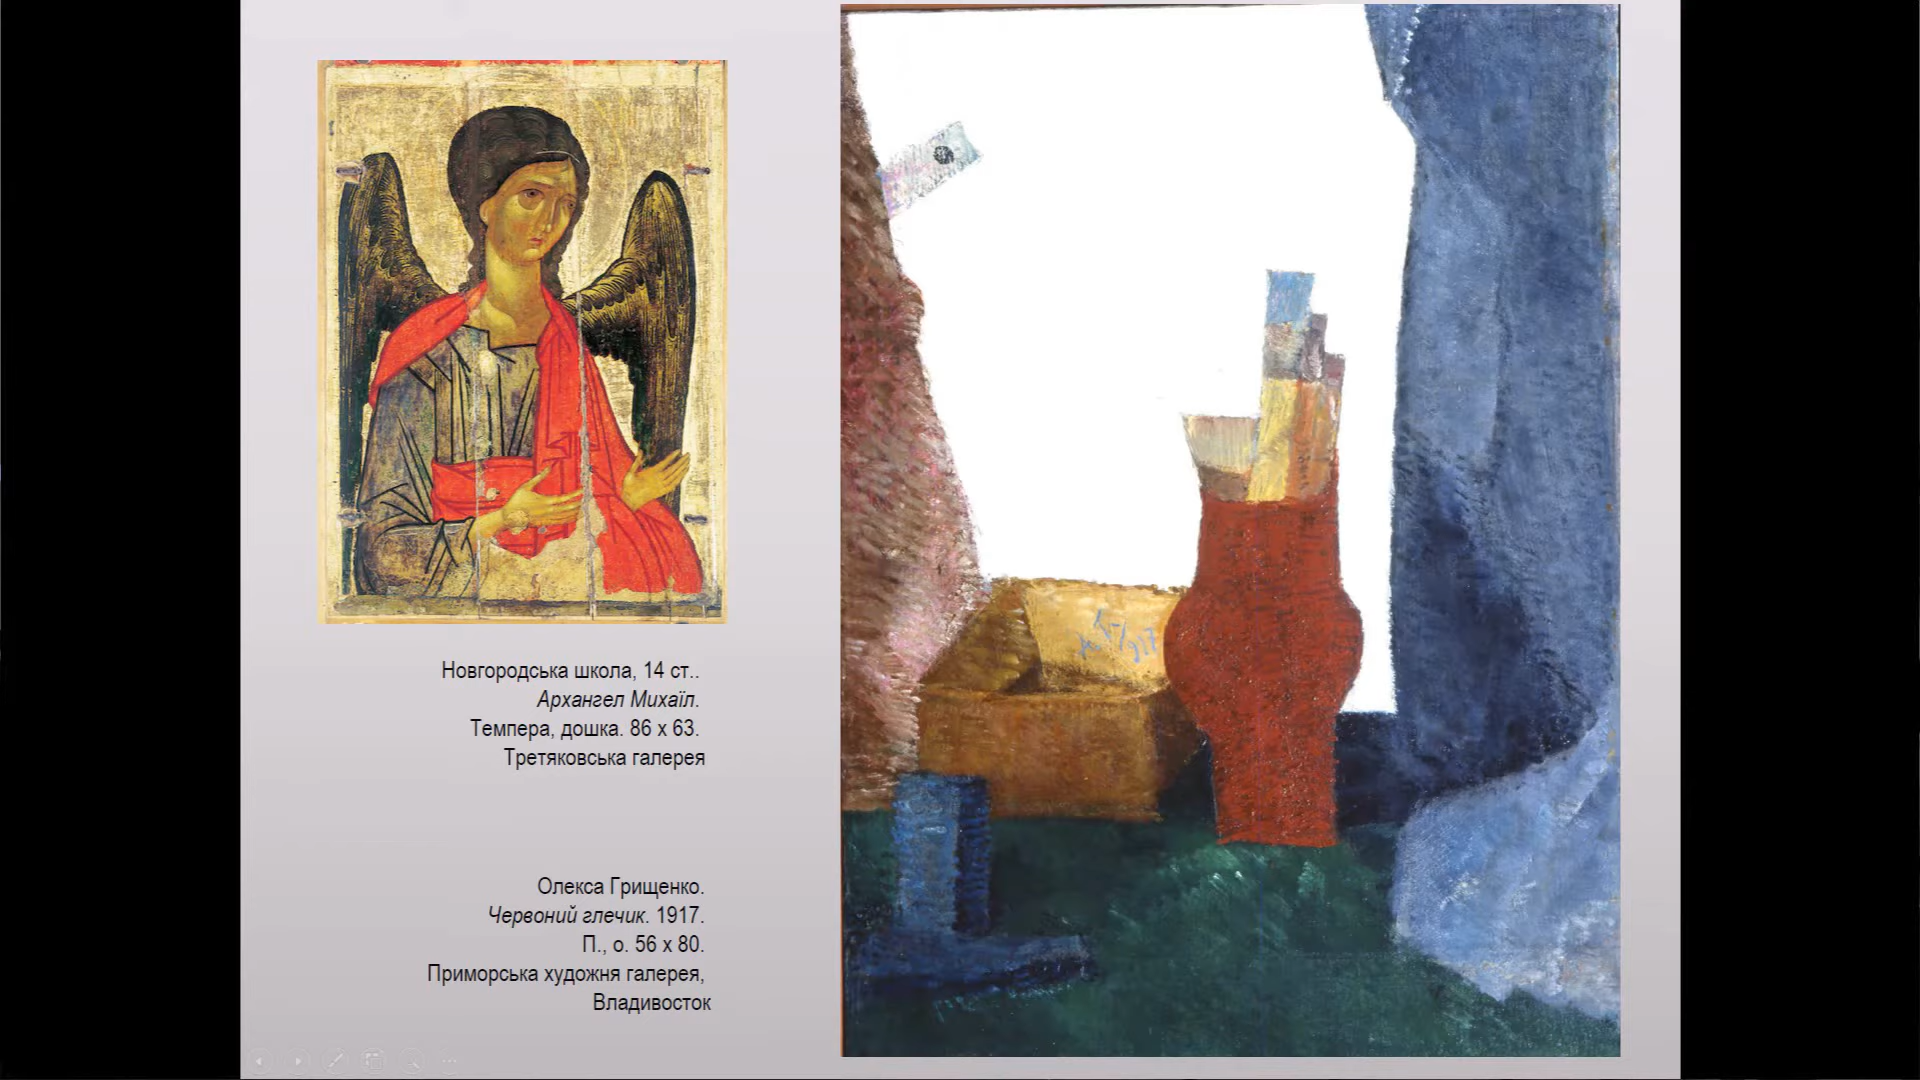 Новгородська школа, 14 ст..
Архангел Михаїл.
Темпера, дошка. 86 х 63.
Третяковська галерея
Олекса Грищенко.
Червоний глечик. 1917.
П., о. 56 х 80.
Приморська художня галерея,
Владивосток